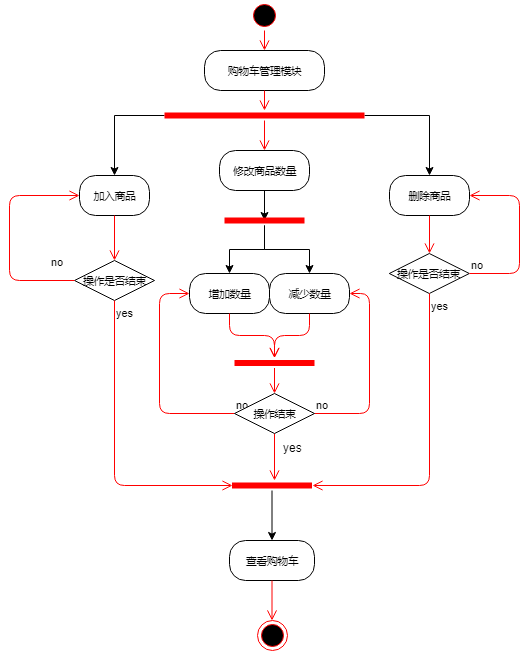 购物车管理模块
修改商品数量
加入商品
删除商品
no
操作是否结束
操作是否结束
no
yes
yes
增加数量
减少数量
no
操作结束
no
yes
查看购物车